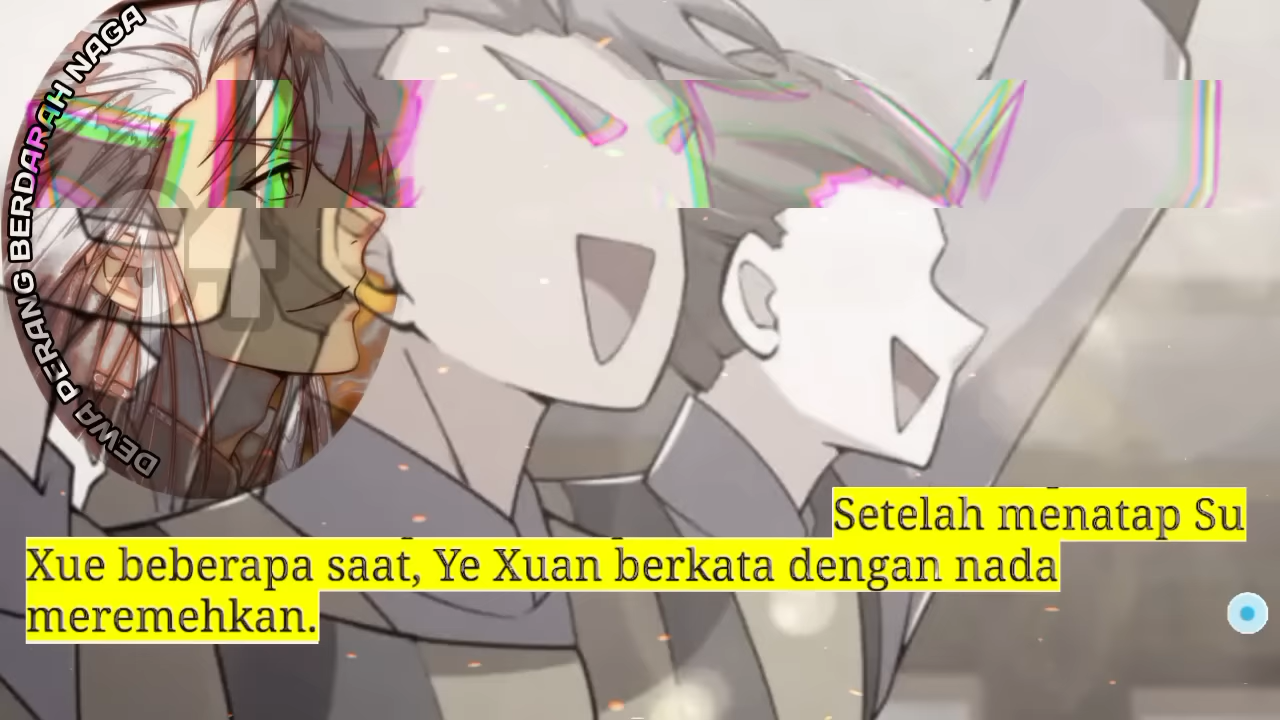 DEWA PERANG BERDARAH NAGA
Setelah menatap Su
Xue beberapa saat, Ye Xuan berkata dengan nada
meremehkan.